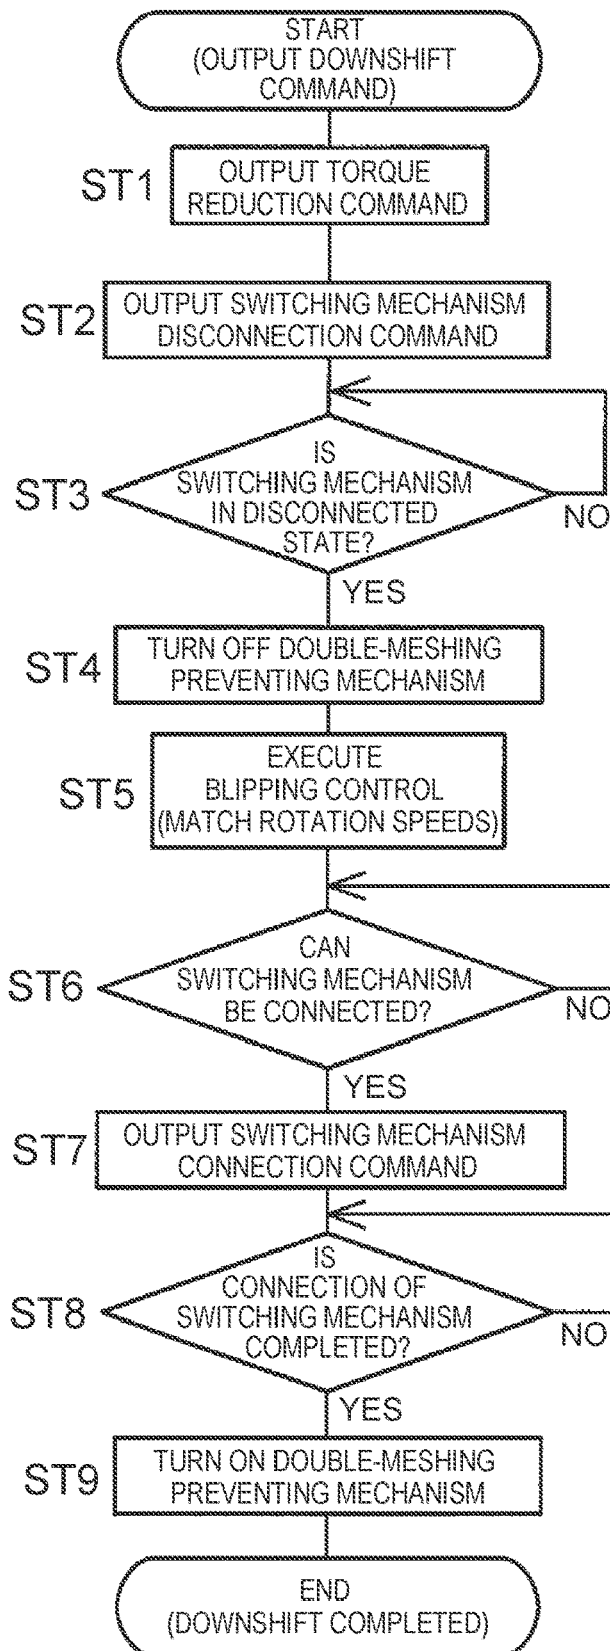 START
(OUTPUT DOWNSHIFT
COMMAND)
ST1
OUTPUT TORQUE
REDUCTION COMMAND
ST2
OUTPUT SWITCHING MECHANISM
DISCONNECTION COMMAND
ST3
IS
SWITCHING MECHANISM
IN DISCONNECTED
STATE?
NO
YES
ST4
TURN OFF DOUBLE-MESHING
PREVENTING MECHANISM
ST5
EXECUTE
BLIPPING CONTROL
(MATCH ROTATION SPEEDS)
ST6
CAN
SWITCHING MECHANISM
BE CONNECTED?
NO
YES
ST7
OUTPUT SWITCHING MECHANISM
CONNECTION COMMAND
ST8
IS
CONNECTION OF
SWITCHING MECHANISM
COMPLETED?
NO
YES
ST9
TURN ON DOUBLE-MESHING
PREVENTING MECHANISM
END
(DOWNSHIFT COMPLETED)